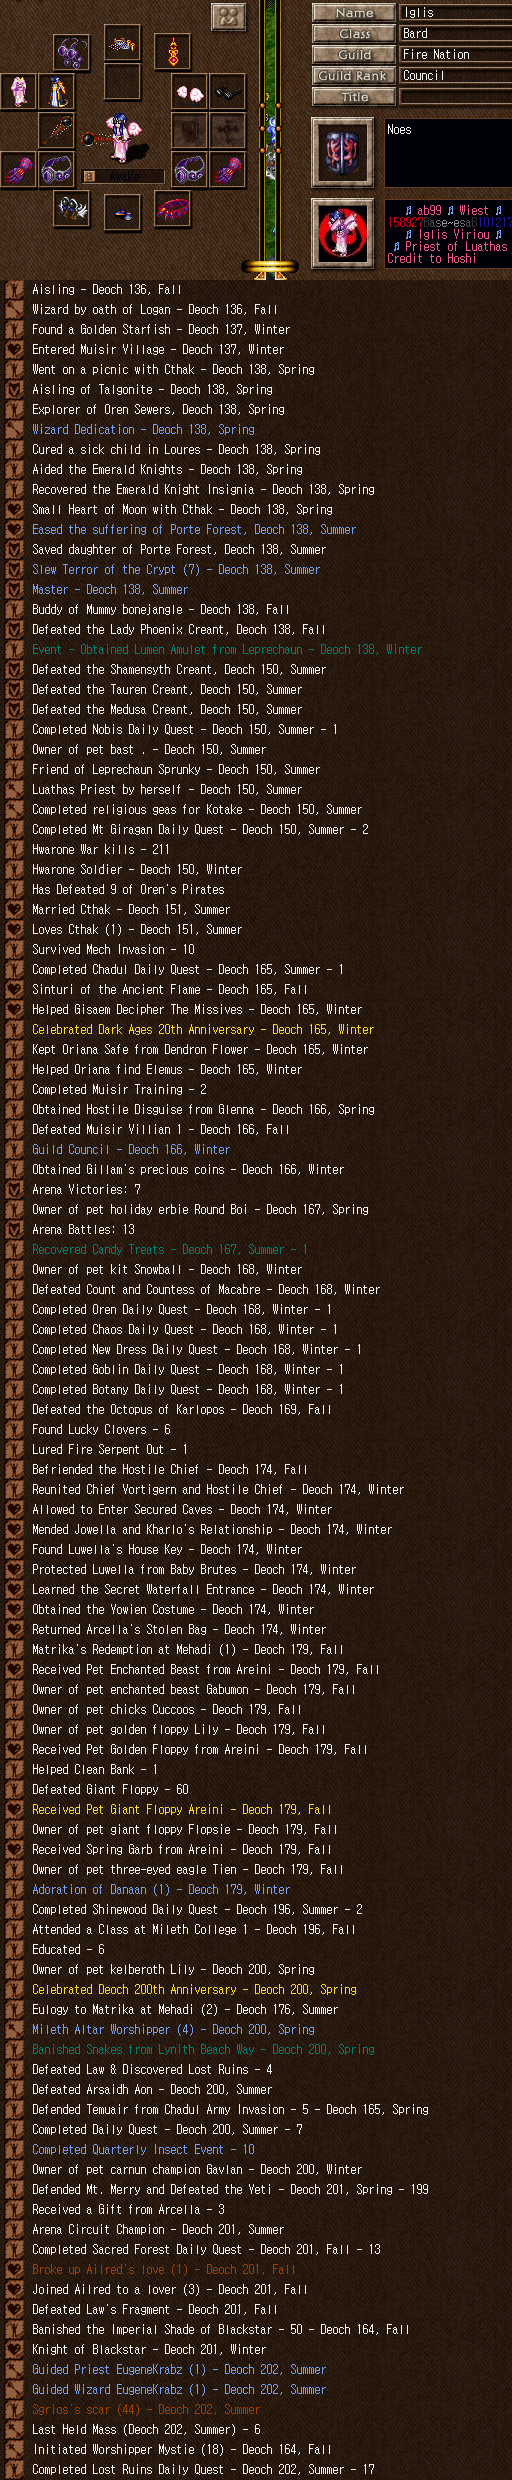 Name Iglis
Class Bard
Guild Fire Nation
Guild Rank Council
Title
Awake
Noes
♬ ab99 ♬ Wiest ♬
♬ Iglis Viriou ♬
♬ Priest of Luathas
Credit to Hoshi
Aisling - Deoch 136, Fall
Wizard by oath of Logan - Deoch 136, Fall
Found a Golden Starfish - Deoch 137, Winter
Entered Muisir Village - Deoch 137, Winter
Went on a picnic with Cthak - Deoch 138, Spring
Aisling of Talgonite - Deoch 138, Spring
Explorer of Oren Sewers, Deoch 138, Spring
Wizard Dedication - Deoch 138, Spring
Cured a sick child in Loures - Deoch 138, Spring
Aided the Emerald Knights - Deoch 138, Spring
Recovered the Emerald Knight Insignia - Deoch 138, Spring
Small Heart of Moon with Cthak - Deoch 138, Spring
Eased the suffering of Porte Forest, Deoch 138, Summer
Saved daughter of Porte Forest, Deoch 138, Summer
Slew Terror of the Crypt (7) - Deoch 138, Summer
Master - Deoch 138, Summer
Buddy of Mummy bonejangle - Deoch 138, Fall
Defeated the Lady Phoenix Creant, Deoch 138, Fall
Event - Obtained Lumen Amulet from Leprechaun - Deoch 138, Winter
Defeated the Shamensyth Creant, Deoch 150, Summer
Defeated the Tauren Creant, Deoch 150, Summer
Defeated the Medusa Creant, Deoch 150, Summer
Completed Nobis Daily Quest - Deoch 150, Summer - 1
Owner of pet bast . - Deoch 150, Summer
Friend of Leprechaun Sprunky - Deoch 150, Summer
Luathas Priest by herself - Deoch 150, Summer
Completed religious geas for Kotake - Deoch 150, Summer
Completed Mt Giragan Daily Quest - Deoch 150, Summer - 2
Hwarone War kills - 211
Hwarone Soldier - Deoch 150, Winter
Has Defeated 9 of Oren's Pirates
Married Cthak - Deoch 151, Summer
Loves Cthak (1) - Deoch 151, Summer
Survived Mech Invasion - 10
Completed Chadul Daily Quest - Deoch 165, Summer - 1
Sinturi of the Ancient Flame - Deoch 165, Fall
Helped Gisaem Decipher The Missives - Deoch 165, Winter
Celebrated Dark Ages 20th Anniversary - Deoch 165, Winter
Kept Oriana Safe from Dendron Flower - Deoch 165, Winter
Helped Oriana find Elemus - Deoch 165, Winter
Completed Muisir Training - 2
Obtained Hostile Disguise from Glenna - Deoch 166, Spring
Defeated Muisir Villian 1 - Deoch 166, Fall
Guild Council - Deoch 166, Winter
Obtained Gillam's precious coins - Deoch 166, Winter
Arena Victories: 7
Owner of pet holiday erbie Round Boi - Deoch 167, Spring
Arena Battles: 13
Recovered Candy Treats - Deoch 167, Summer - 1
Owner of pet kit Snowball - Deoch 168, Winter
Defeated Count and Countess of Macabre - Deoch 168, Winter
Completed Oren Daily Quest - Deoch 168, Winter - 1
Completed Chaos Daily Quest - Deoch 168, Winter - 1
Completed New Dress Daily Quest - Deoch 168, Winter - 1
Completed Goblin Daily Quest - Deoch 168, Winter - 1
Completed Botany Daily Quest - Deoch 168, Winter - 1
Defeated the Octopus of Karlopos - Deoch 169, Fall
Found Lucky Clovers - 6
Lured Fire Serpent Out - 1
Befriended the Hostile Chief - Deoch 174, Fall
Reunited Chief Vortigern and Hostile Chief - Deoch 174, Winter
Allowed to Enter Secured Caves - Deoch 174, Winter
Mended Jowella and Kharlo's Relationship - Deoch 174, Winter
Found Luwella's House Key - Deoch 174, Winter
Protected Luwella from Baby Brutes - Deoch 174, Winter
Learned the Secret Waterfall Entrance - Deoch 174, Winter
Obtained the Yowien Costume - Deoch 174, Winter
Returned Arcella's Stolen Bag - Deoch 174, Winter
Matrika's Redemption at Mehadi (1) - Deoch 179, Fall
Received Pet Enchanted Beast from Areini - Deoch 179, Fall
Owner of pet enchanted beast Gabumon - Deoch 179, Fall
Owner of pet chicks Cuccoos - Deoch 179, Fall
Owner of pet golden floppy Lily - Deoch 179, Fall
Received Pet Golden Floppy from Areini - Deoch 179, Fall
Helped Clean Bank - 1
Defeated Giant Floppy - 60
Received Pet Giant Floppy Areini - Deoch 179, Fall
Owner of pet giant floppy Flopsie - Deoch 179, Fall
Received Spring Garb from Areini - Deoch 179, Fall
Owner of pet three-eyed eagle Tien - Deoch 179, Fall
Adoration of Danaan (1) - Deoch 179, Winter
Completed Shinewood Daily Quest - Deoch 196, Summer - 2
Attended a Class at Mileth College 1 - Deoch 196, Fall
Educated - 6
Owner of pet kelberoth Lily - Deoch 200, Spring
Celebrated Deoch 200th Anniversary - Deoch 200, Spring
Eulogy to Matrika at Mehadi (2) - Deoch 176, Summer
Mileth Altar Worshipper (4) - Deoch 200, Spring
Banished Snakes from Lynith Beach Way - Deoch 200, Spring
Defeated Law & Discovered Lost Ruins - 4
Defeated Arsaidh Aon - Deoch 200, Summer
Defended Temuair from Chadul Army Invasion - 5 - Deoch 165, Spring
Completed Daily Quest - Deoch 200, Summer - 7
Completed Quarterly Insect Event - 10
Owner of pet carnun champion Gavlan - Deoch 200, Winter
Defended Mt. Merry and Defeated the Yeti - Deoch 201, Spring - 199
Received a Gift from Arcella - 3
Arena Circuit Champion - Deoch 201, Summer
Completed Sacred Forest Daily Quest - Deoch 201, Fall - 13
Broke up Ailred's love (1) - Deoch 201, Fall
Joined Ailred to a lover (3) - Deoch 201, Fall
Defeated Law's Fragment - Deoch 201, Fall
Banished the Imperial Shade of Blackstar - 50 - Deoch 164, Fall
Knight of Blackstar - Deoch 201, Winter
Guided Priest EugeneKrabz (1) - Deoch 202, Summer
Guided Wizard EugeneKrabz (1) - Deoch 202, Summer
Sgrios's scar (44) - Deoch 202, Summer
Last Held Mass (Deoch 202, Summer) - 6
Initiated Worshipper Mystie (18) - Deoch 164, Fall
Completed Lost Ruins Daily Quest - Deoch 202, Summer - 17